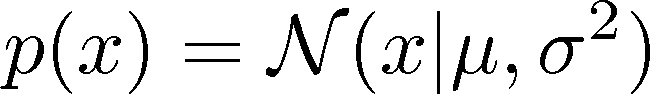 p(x) = 𝒩(x|μ, σ²)